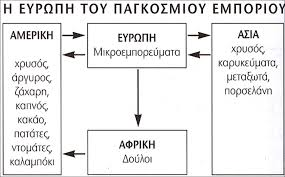 Η ΕΥΡΩΠΗ ΤΟΥ ΠΑΓΚΟΣΜΙΟΥ ΕΜΠΟΡΙΟΥ
ΑΜΕΡΙΚΗ
χρυσός,
άργυρος,
ζάχαρη,
καπνός,
κακάο,
πατάτες,
ντομάτες,
καλαμπόκι
ΕΥΡΩΠΗ
Μικροεμπορεύματα
ΑΣΙΑ
χρυσός,
καρυκεύματα,
μεταξωτά,
πορσελάνη
ΑΦΡΙΚΗ
Δούλοι